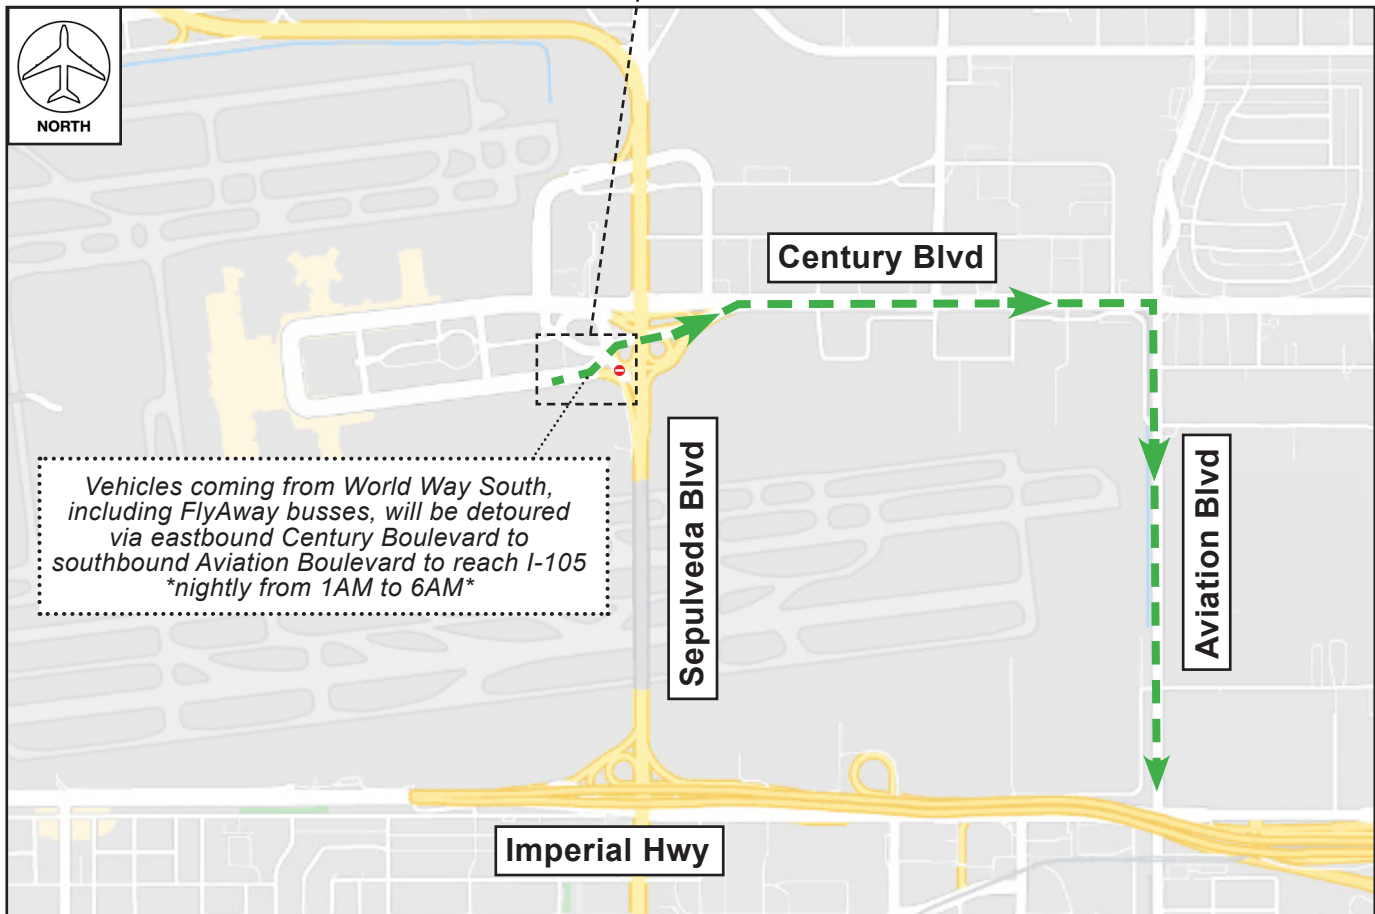 NORTH
Century Blvd
Vehicles coming from World Way South,
including FlyAway busses, will be detoured
via eastbound Century Boulevard to
southbound Aviation Boulevard to reach I-105
*nightly from 1AM to 6AM*
Sepulveda Blvd
Aviation Blvd
Imperial Hwy